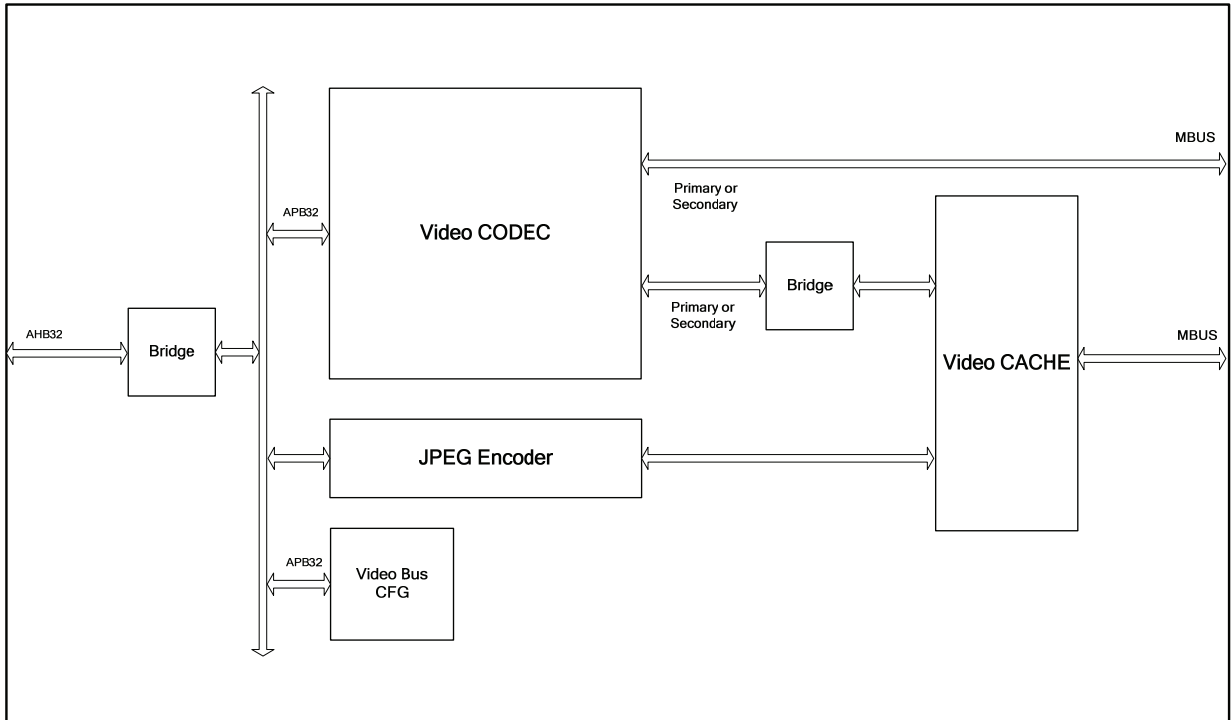 MBUS
Primary or
Secondary
APB32
Video CODEC
Bridge
Primary or
Secondary
AHB32
Bridge
MBUS
Video CACHE
JPEG Encoder
APB32
Video Bus
CFG